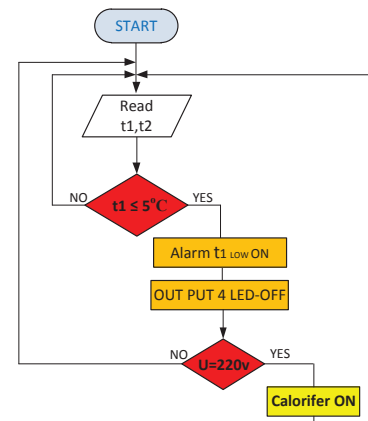 START
Read
t1,t2
NO
YES
t1 ≤ 5°C
Alarm t1 LOW ON
OUT PUT 4 LED-OFF
NO
YES
U=220v
Calorifer ON